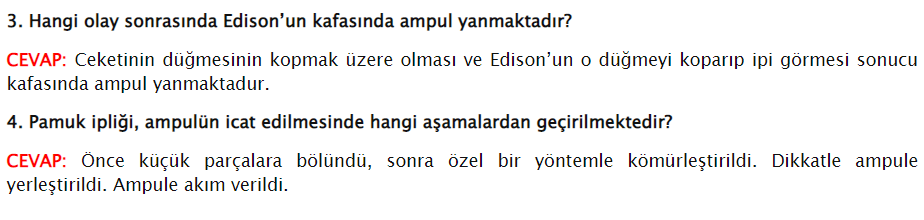 3. Hangi olay sonrasında Edison’un kafasında ampul yanmaktadır?
CEVAP: Ceketinin düğmesinin kopmak üzere olması ve Edison’un o düğmeyi koparıp ipi görmesi sonucu
kafasında ampul yanmaktadur.
4. Pamuk ipliği, ampulün icat edilmesinde hangi aşamalardan geçirilmektedir?
CEVAP: Önce küçük parçalara bölündü, sonra özel bir yöntemle kömürleştirildi. Dikkatle ampule
yerleştirildi. Ampule akım verildi.